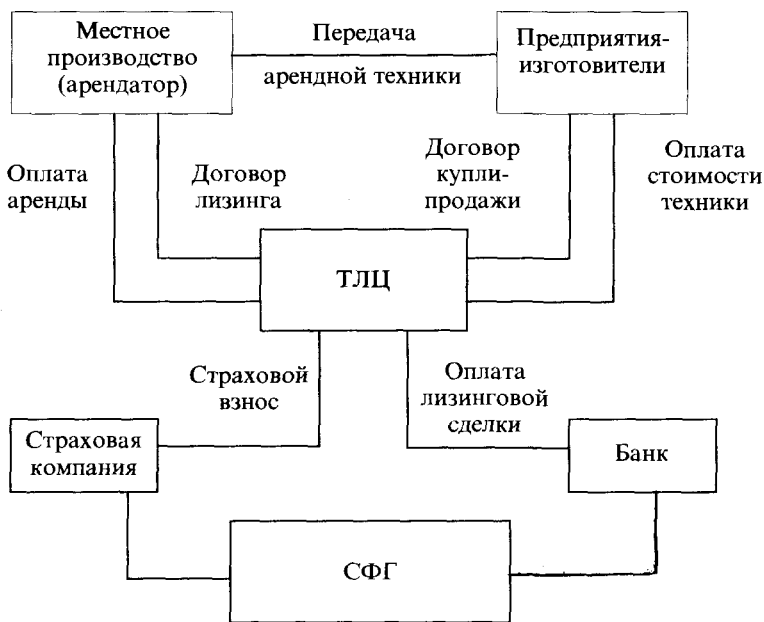 Местное
производство
(арендатор)
Передача
арендной техники
Предприятия-
изготовители
Оплата
аренды
Договор
лизинга
Договор
купли-
продажи
Оплата
стоимости
техники
ТЛЦ
Страховой
взнос
Оплата
лизинговой
сделки
Страховая
компания
Банк
СФГ